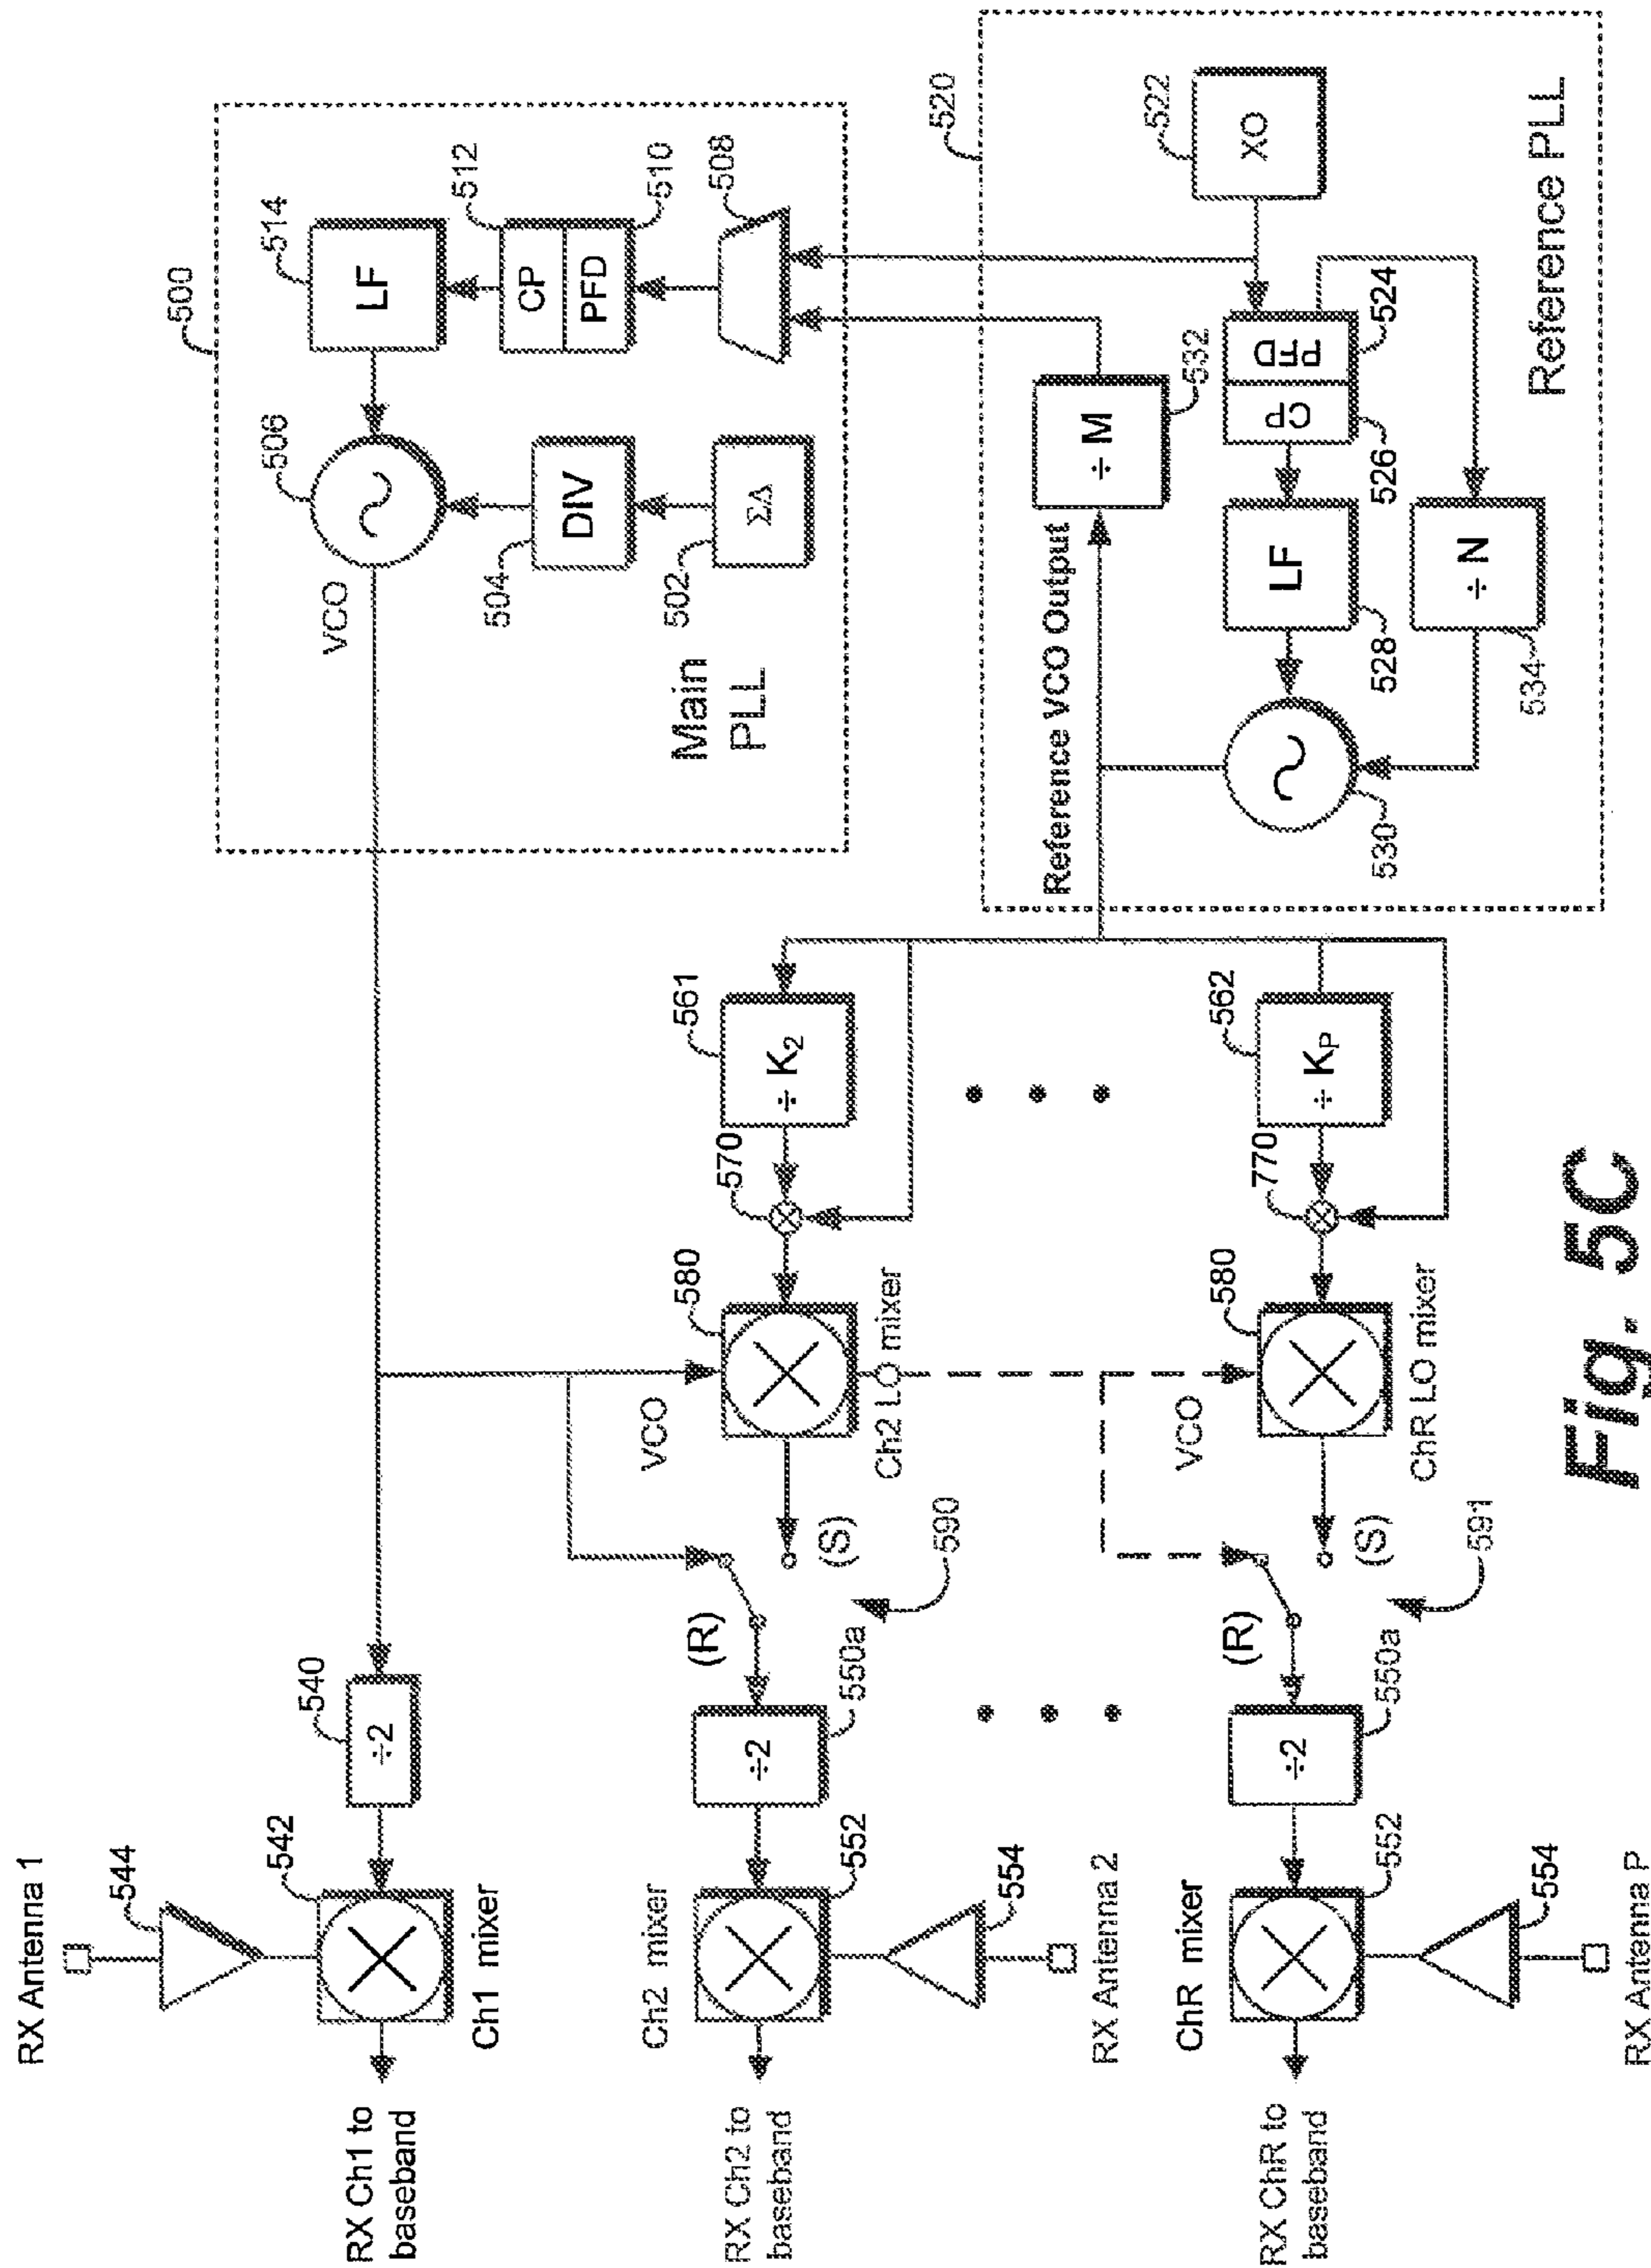 RX Antenna 1
544
542
540
÷2
Ch1 mixer
RX Ch1 to
baseband
500
VCO
506
514
LF
512
CP
PFD
510
508
504
DIV
502
ΣΔ
Main
PLL
Ch2 mixer
RX Ch2 to
baseband
552
554
RX Antenna 2
÷2
550a
(R)
(S)
590
VCO
580
Ch2 LO mixer
570
561
÷ K2
520
522
XO
Reference VCO Output
÷ M
532
PFD
524
CP
526
LF
528
530
÷ N
534
Reference PLL
ChR mixer
RX ChR to
baseband
552
554
RX Antenna P
÷2
550a
(R)
(S)
591
VCO
580
ChR LO mixer
770
562
÷ KP
Fig. 5C